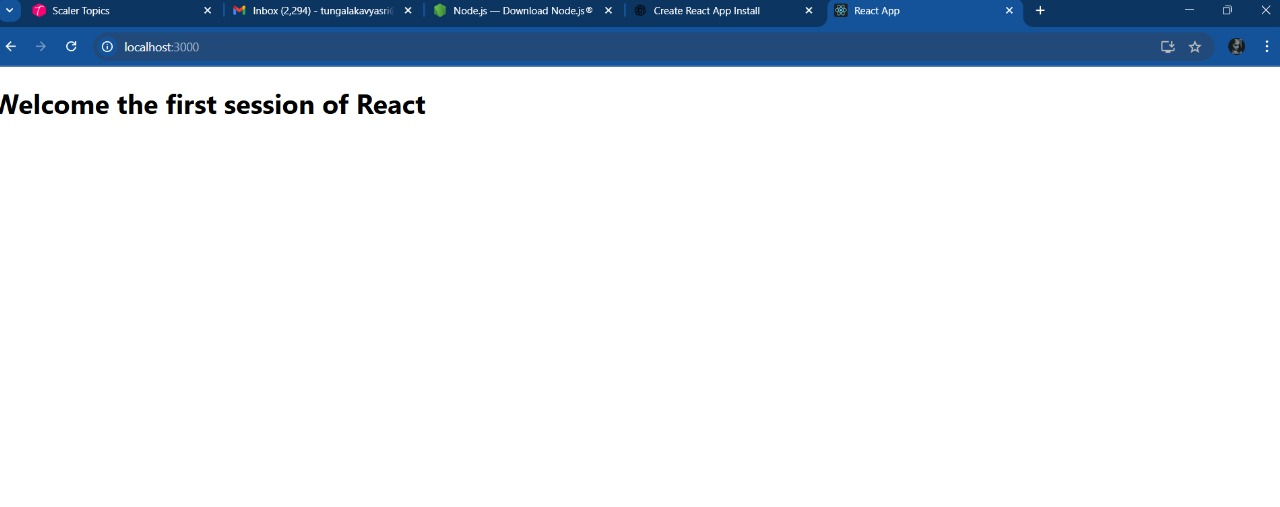 Scaler Topics
Inbox (2,294) - tungalakavyasri
Node.js — Download Node.js®
Create React App Install
React App
localhost:3000
Welcome the first session of React